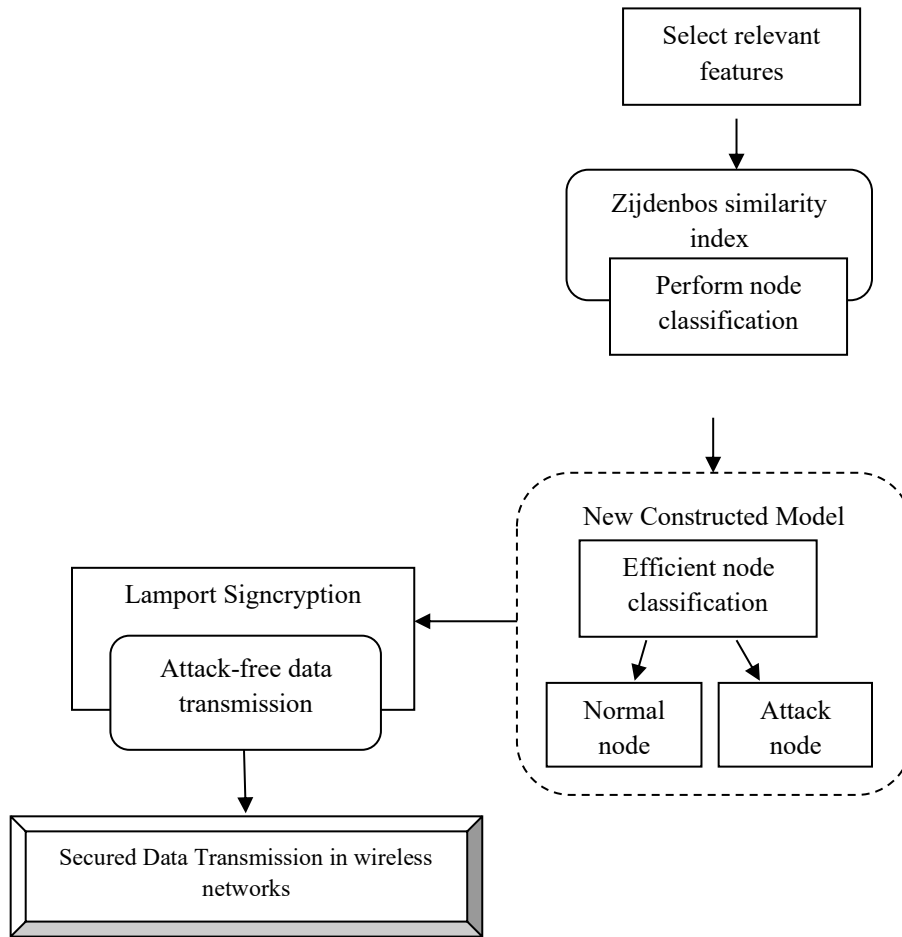 Select relevant
features
Zijdenbos similarity
index
Perform node
classification
New Constructed Model
Efficient node
classification
Normal
node
Attack
node
Lamport Signcryption
Attack-free data
transmission
Secured Data Transmission in wireless
networks